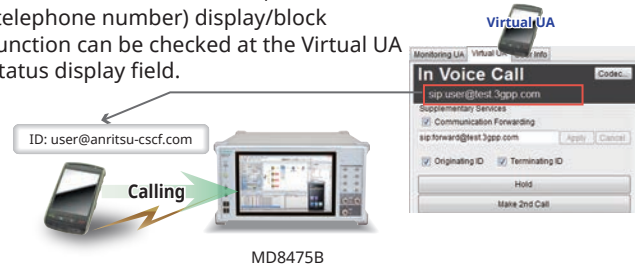 telephone number) display/block
unction can be checked at the Virtual UA
tatus display field.
Virtual UA
Monitoring UA Virtual UA User Info
In Voice Call Codec...
sip:user@test.3gpp.com
Supplementary Services
Communication Forwarding
sip:forward@test.3gpp.com Apply Cancel
Originating ID Terminating ID
Hold
Make 2nd Call
ID: user@anritsu-cscf.com
Calling
MD8475B